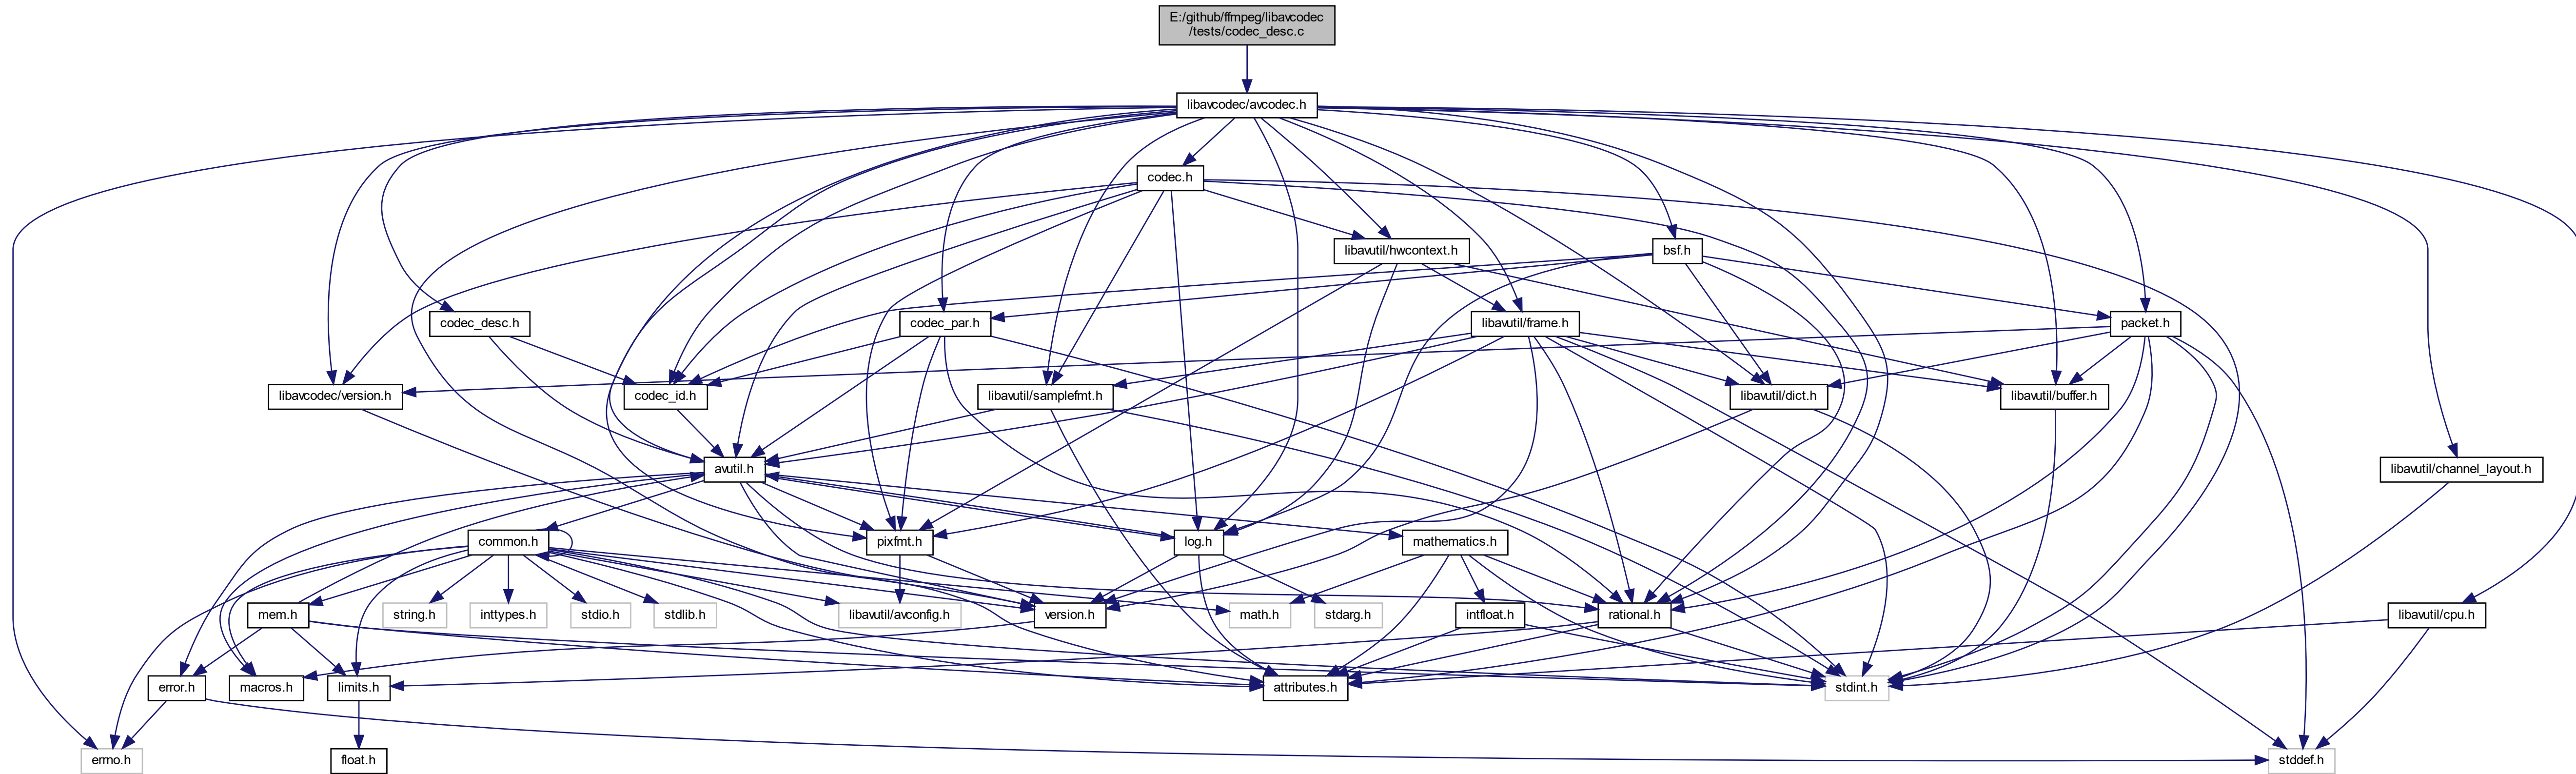 E:/github/ffmpeg/libavcodec
/tests/codec_desc.c
libavcodec/avcodec.h
codec.h
libavutil/hwcontext.h
bsf.h
codec_desc.h
codec_par.h
libavutil/frame.h
packet.h
libavcodec/version.h
codec_id.h
libavutil/samplefmt.h
libavutil/dict.h
libavutil/buffer.h
avutil.h
libavutil/channel_layout.h
common.h
pixfmt.h
log.h
mathematics.h
mem.h
string.h
inttypes.h
stdio.h
stdlib.h
libavutil/avconfig.h
version.h
math.h
stdarg.h
intfloat.h
rational.h
libavutil/cpu.h
error.h
macros.h
limits.h
attributes.h
stdint.h
errno.h
float.h
stddef.h